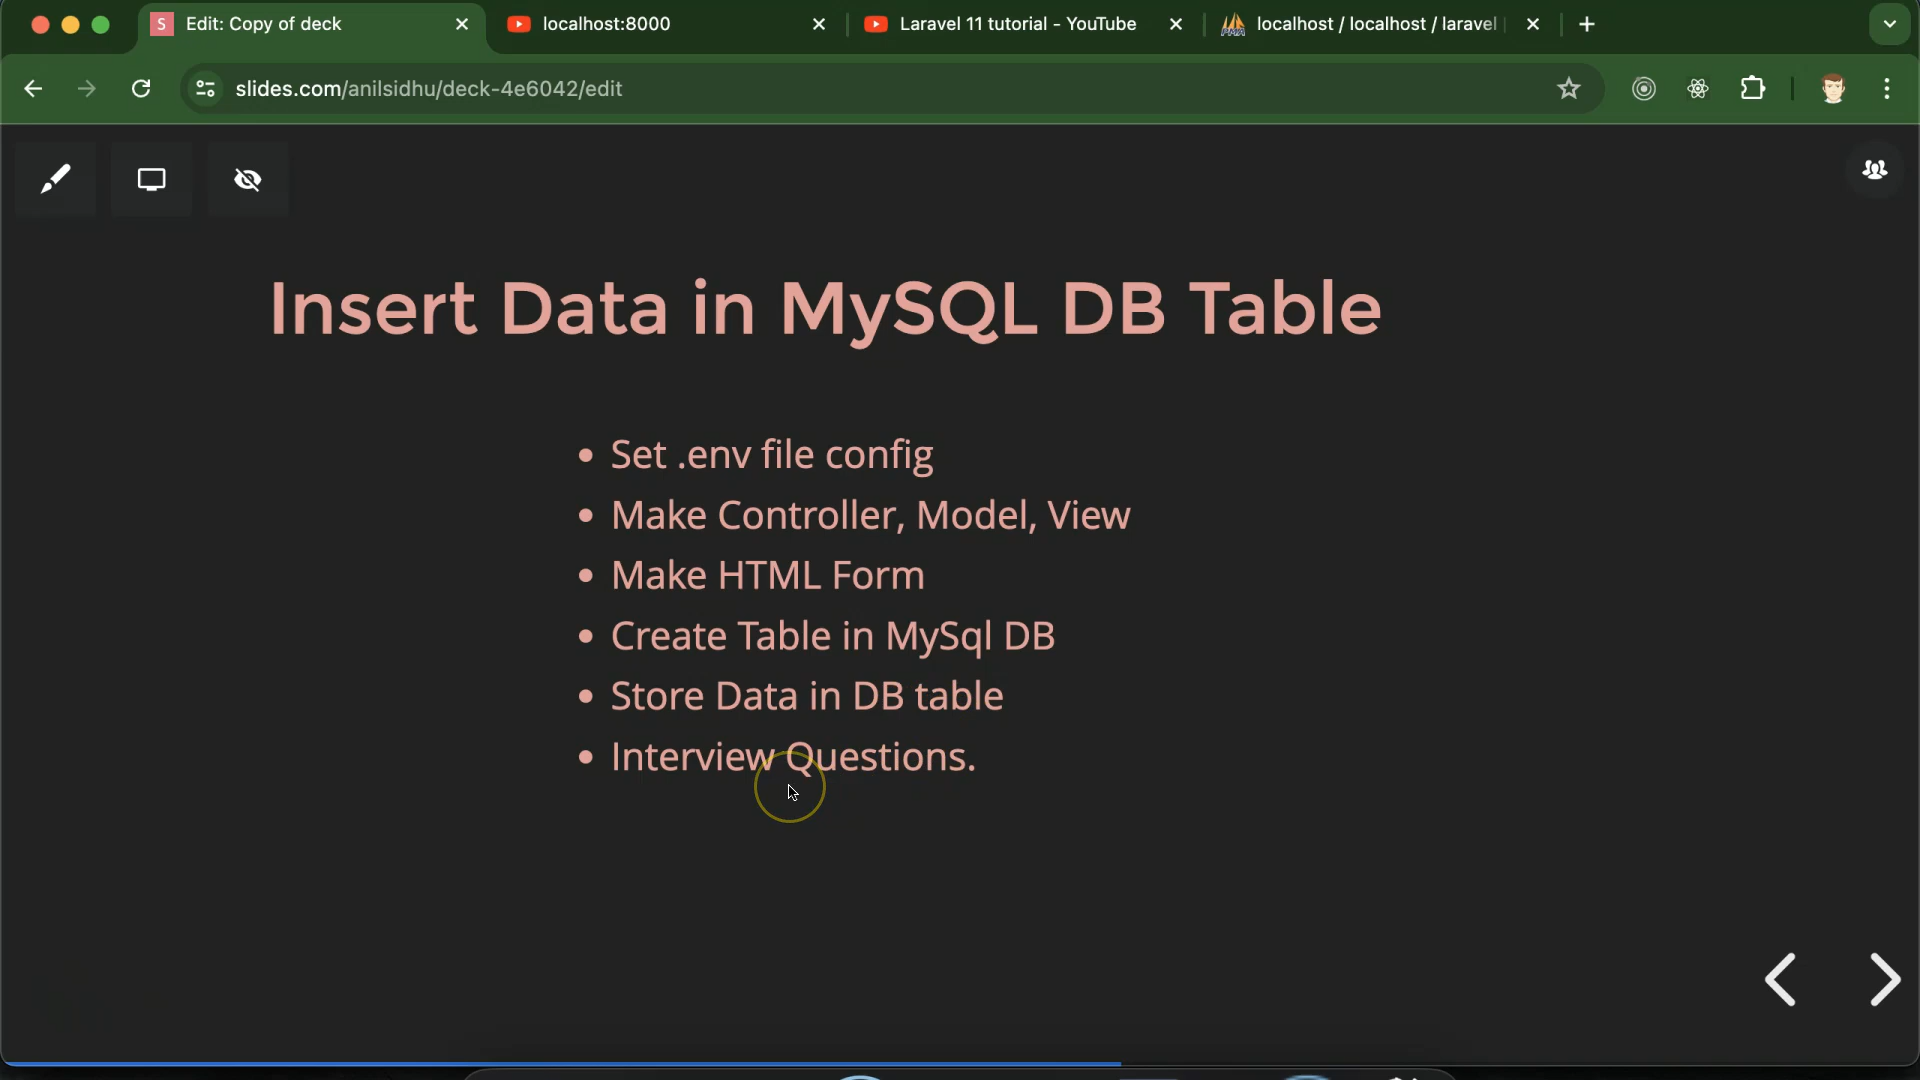 S Edit: Copy of deck
localhost:8000
Laravel 11 tutorial - YouTube
PMA localhost / localhost / laravel
slides.com/anilsidhu/deck-4e6042/edit
Insert Data in MySQL DB Table
• Set .env file config
• Make Controller, Model, View
• Make HTML Form
• Create Table in MySql DB
• Store Data in DB table
• Interview Questions.